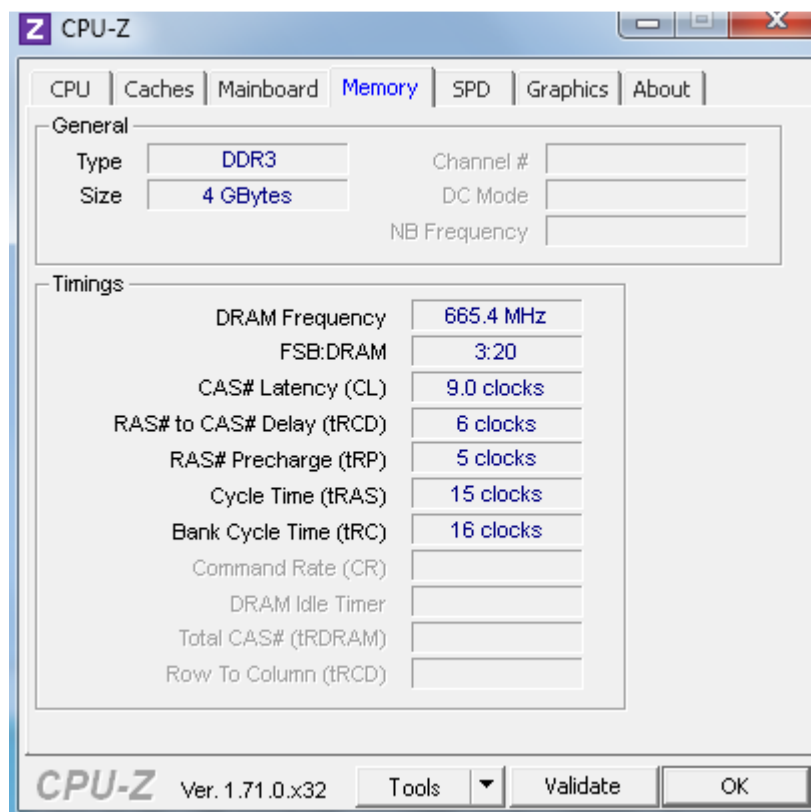 Z CPU-Z
X
CPU Caches Mainboard Memory SPD Graphics About
General
Type DDR3 Channel #
Size 4 GBytes DC Mode
NB Frequency
Timings
DRAM Frequency 665.4 MHz
FSB:DRAM 3:20
CAS# Latency (CL) 9.0 clocks
RAS# to CAS# Delay (tRCD) 6 clocks
RAS# Precharge (tRP) 5 clocks
Cycle Time (tRAS) 15 clocks
Bank Cycle Time (tRC) 16 clocks
Command Rate (CR)
DRAM Idle Timer
Total CAS# (tRDRAM)
Row To Column (tRCD)
CPU-Z Ver. 1.71.0.x32 Tools Validate OK